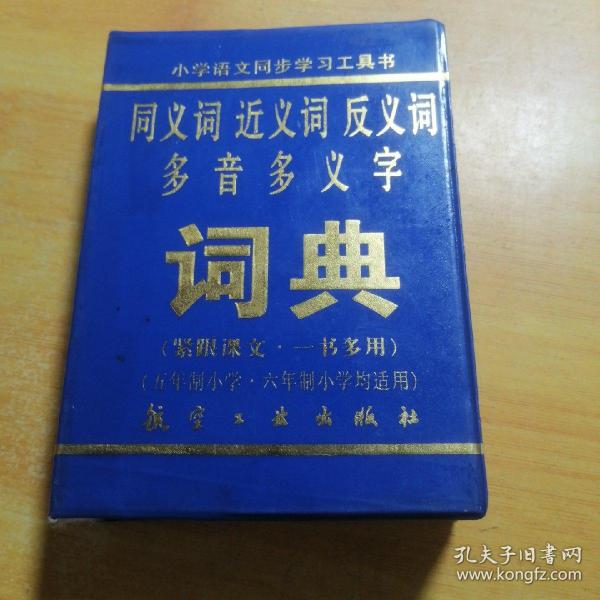 小学语文同步学习工具书
同义词 近义词 反义词
多音多义字
词典
(紧跟课文·一书多用)
(五年制小学·六年制小学均适用)
航空工业出版社
孔夫子旧书网
www.kongfz.com